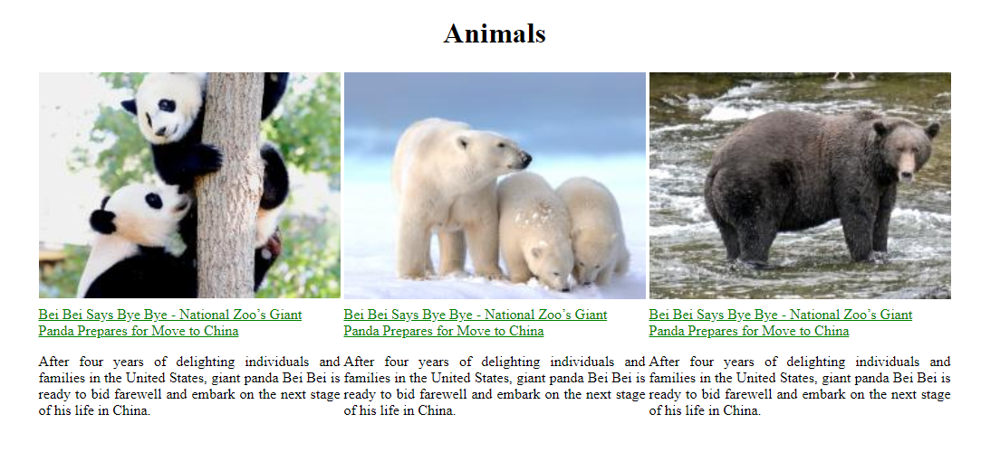 Animals
Bei Bei Says Bye Bye - National Zoo’s Giant
Panda Prepares for Move to China
After four years of delighting individuals and
families in the United States, giant panda Bei Bei is
ready to bid farewell and embark on the next stage
of his life in China.
Bei Bei Says Bye Bye - National Zoo’s Giant
Panda Prepares for Move to China
After four years of delighting individuals and
families in the United States, giant panda Bei Bei is
ready to bid farewell and embark on the next stage
of his life in China.
Bei Bei Says Bye Bye - National Zoo’s Giant
Panda Prepares for Move to China
After four years of delighting individuals and
families in the United States, giant panda Bei Bei is
ready to bid farewell and embark on the next stage
of his life in China.